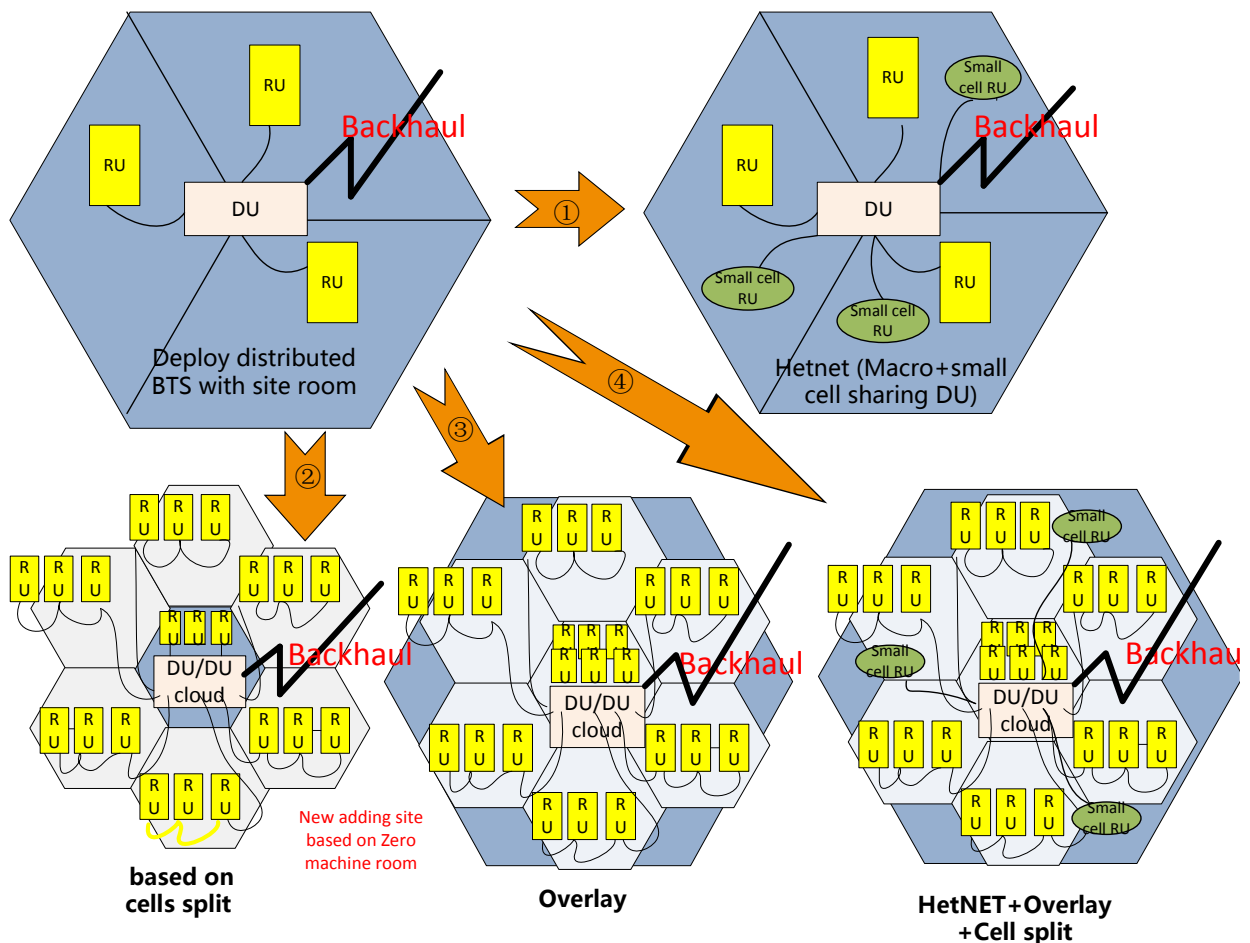 RU
RU
Backhaul
DU
RU
Deploy distributed
BTS with site room
①
RU
Small
cell RU
Backhaul
RU
DU
RU
Small cell
RU
Small cell
RU
Hetnet (Macro+small
cell sharing DU)
②
③
④
R R R
U U U
R R R
U U U
R R R
U U U
R R R
U U U
Backhaul
DU/DU
cloud
R R R
U U U
R R R
U U U
R R R
U U U
based on
cells split
New adding site
based on Zero
machine room
R R R
U U U
R R R
U U U
R R R
U U U
R R R
U U U
R R R
U U U
Backhaul
DU/DU
cloud
R R R
U U U
R R R
U U U
R R R
U U U
Overlay
R R R
U U U
Small
cell RU
R R R
U U U
R R R
U U U
R R R
U U U
R R R
U U U
Small
cell RU
Backhau
DU/DU
cloud
R R R
U U U
R R R
U U U
R R R
U U U
Small
cell RU
HetNET+Overlay
+Cell split